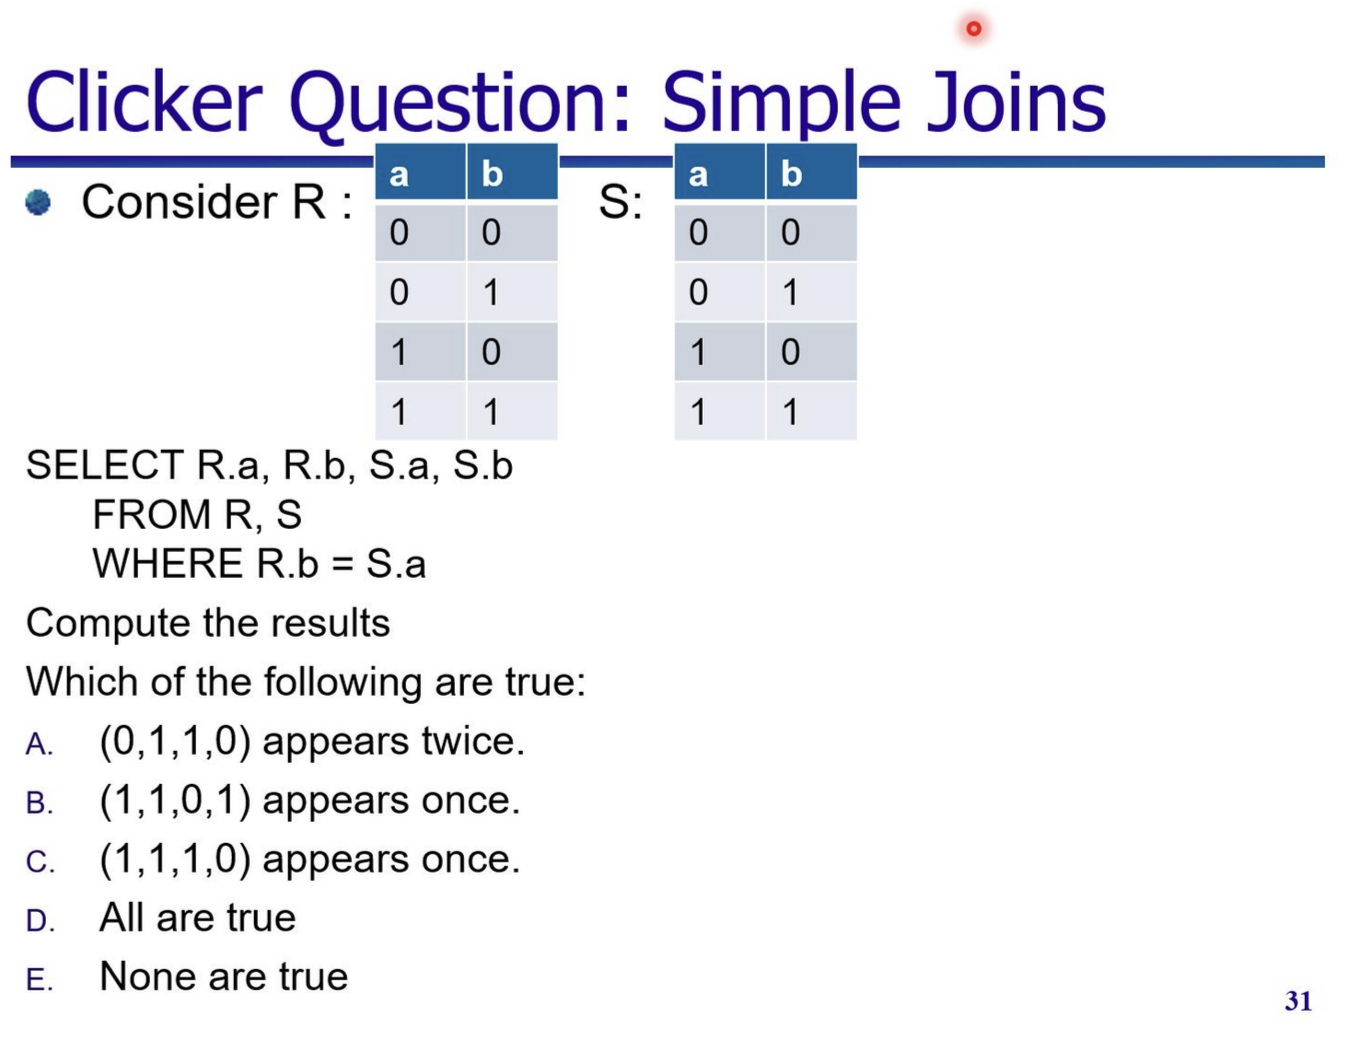 Clicker Question: Simple Joins
Consider R :
a b
0 0
0 1
1 0
1 1
S:
a b
0 0
0 1
1 0
1 1
SELECT R.a, R.b, S.a, S.b
FROM R, S
WHERE R.b = S.a
Compute the results
Which of the following are true:
A. (0,1,1,0) appears twice.
B. (1,1,0,1) appears once.
C. (1,1,1,0) appears once.
D. All are true
E. None are true
31